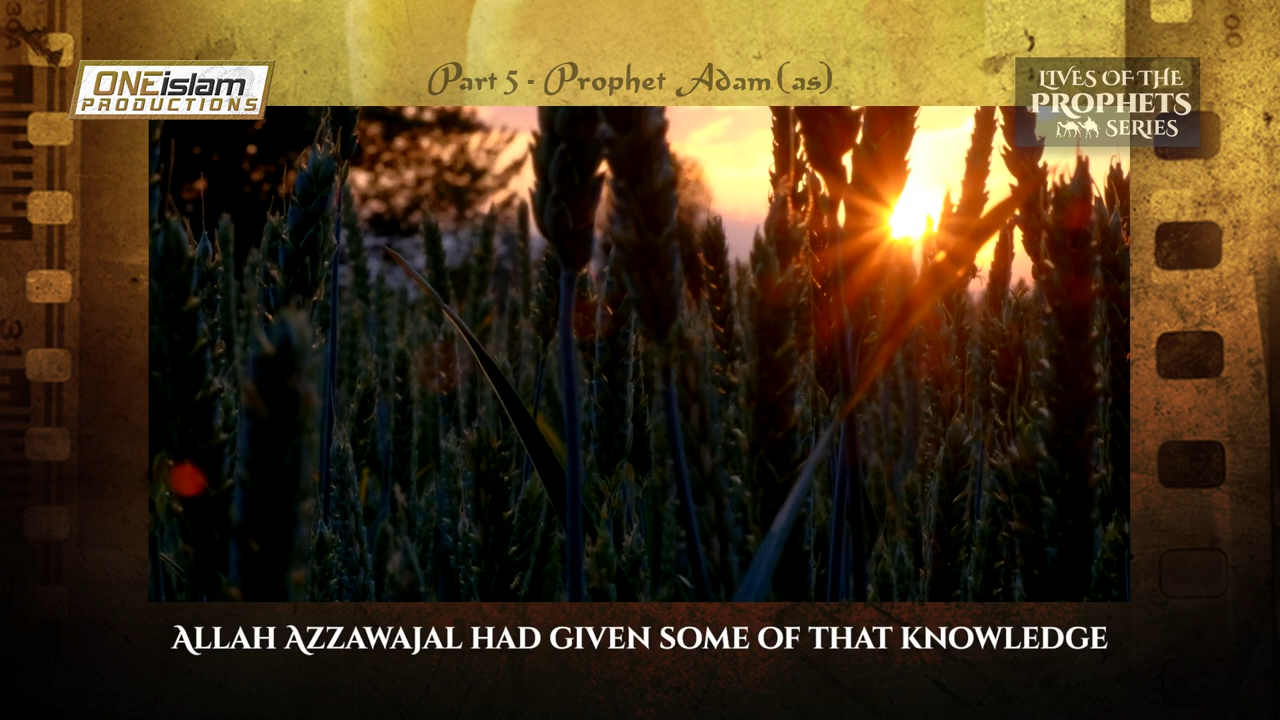 ONEislam
PRODUCTIONS
Part 5 - Prophet Adam (as)
LIVES OF THE
PROPHETS
SERIES
ALLAH AZZAWAJAL HAD GIVEN SOME OF THAT KNOWLEDGE